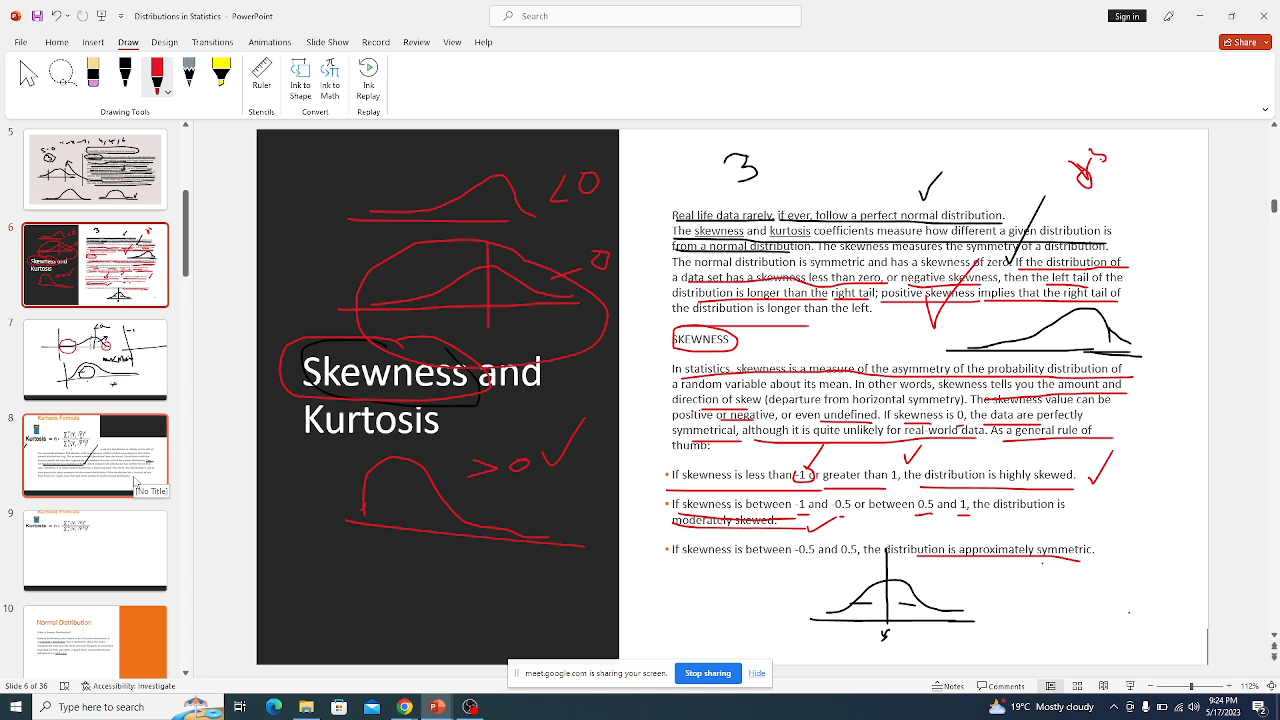 Distributions in Statistics - PowerPoint
Search
Sign in
File Home Insert Draw Design Transitions Animations Slide Show Record Review View Help
Share
Ruler
Ink to Shape
Ink to Math
Ink Replay
Drawing Tools
Stencils
Convert
Replay
5
6
Skewness and
Kurtosis
Kurtosis Formula
Kurtosis
[No Title]
9
Kurtosis Formula
Kurtosis
10
Normal Distribution
<0
= 0
Skewness and
Kurtosis
>0
3
Real life data rarely, if ever, follow a perfect normal distribution.
The skewness and kurtosis coefficients measure how different a given distribution is
from a normal distribution. The skewness measures the symmetry of a distribution.
The normal distribution is symmetric and has a skewness of zero. If the distribution of
a data set has a skewness less than zero, or negative skewness, then the left tail of the
distribution is longer than the right tail; positive skewness implies that the right tail of
the distribution is longer than the left.
SKEWNESS
In statistics, skewness is a measure of the asymmetry of the probability distribution of
a random variable about its mean. In other words, skewness tells you the amount and
direction of skew (departure from horizontal symmetry). The skewness value can be
positive or negative, or even undefined. If skewness is 0, the data are perfectly
symmetrical, although it is quite unlikely for real-world data. As a general rule of
thumb:
• If skewness is less than -1 or greater than 1, the distribution is highly skewed.
• If skewness is between -1 and -0.5 or between 0.5 and 1, the distribution is
moderately skewed.
• If skewness is between -0.5 and 0.5, the distribution is approximately symmetric.
meet.google.com is sharing your screen.
Stop sharing
Hide
Slide 6 of 36
Accessibility: Investigate
Notes
Comments
112%
Type here to search
19°C Mostly cloudy
9:24 PM
5/17/2023